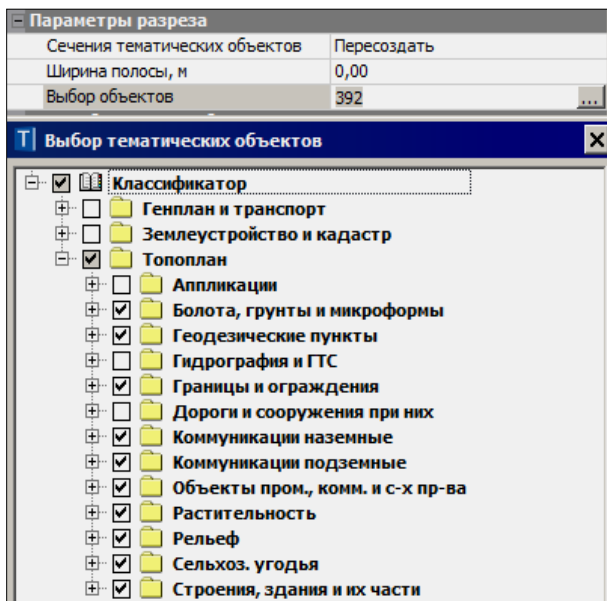 Параметры разреза
Сечения тематических объектов Пересоздать
Ширина полосы, м 0,00
Выбор объектов 392 ...
T Выбор тематических объектов
Классификатор
Генплан и транспорт
Землеустройство и кадастр
Топоплан
Аппликации
Болота, грунты и микроформы
Геодезические пункты
Гидрография и ГТС
Границы и ограждения
Дороги и сооружения при них
Коммуникации наземные
Коммуникации подземные
Объекты пром., комм. и с-х пр-ва
Растительность
Рельеф
Сельхоз. угодья
Строения, здания и их части